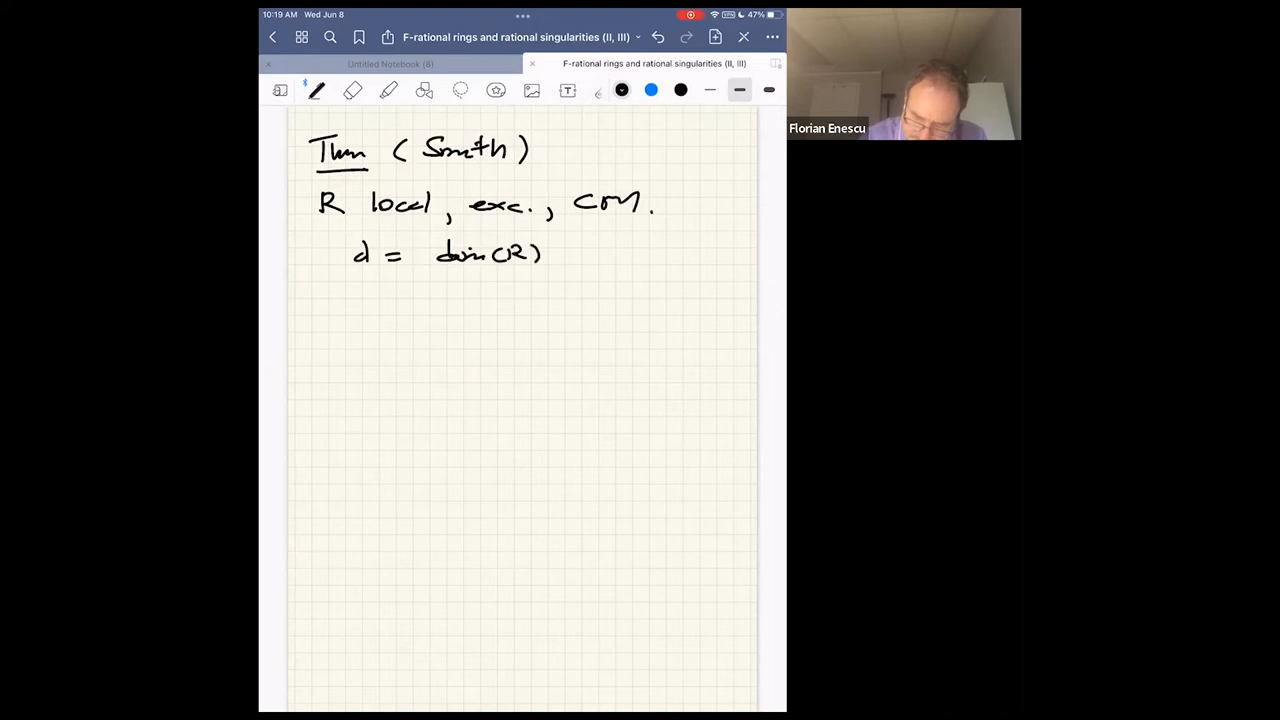 10:19 AM Wed Jun 8
47%
F-rational rings and rational singularities (II, III)
Untitled Notebook (8)
F-rational rings and rational singularities (II, III)
Thm (Smith)
R local, exc., CM.
d = dim(R)
Florian Enescu